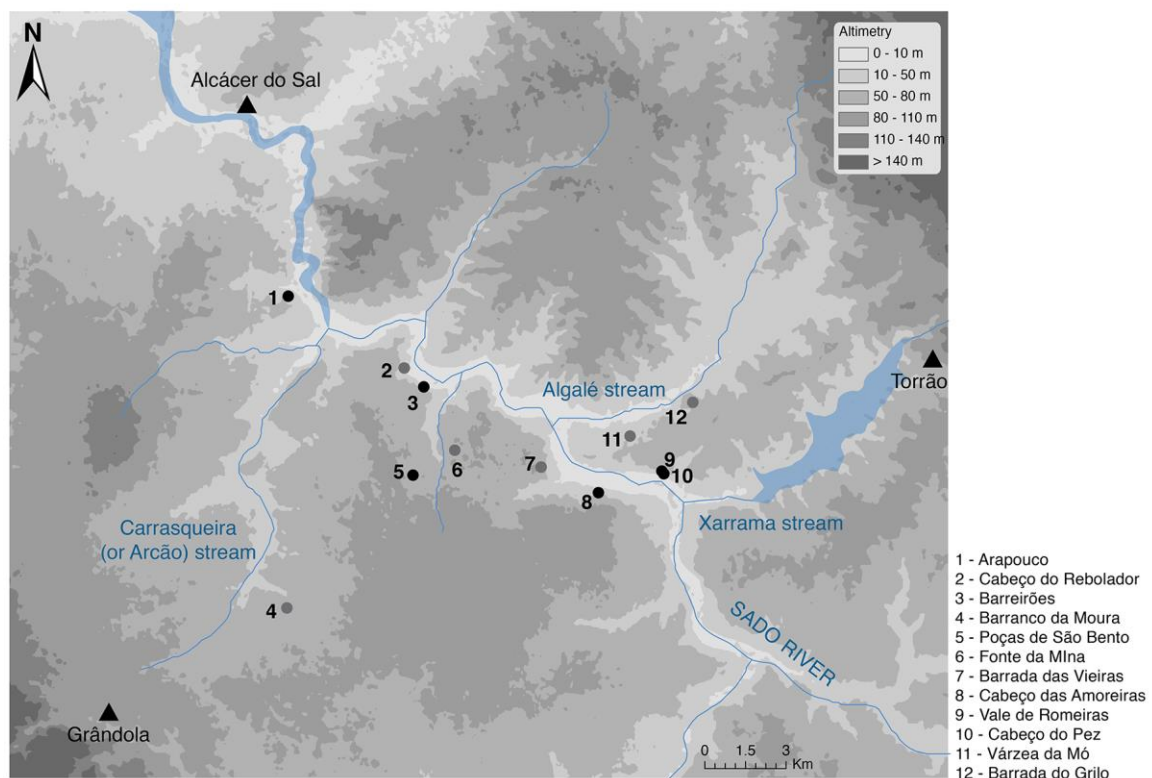 N
Alcácer do Sal
Altimetry
0 - 10 m
10 - 50 m
50 - 80 m
80 - 110 m
110 - 140 m
> 140 m
1
2
3
Algalé stream
Torrão
12
11
5
6
7
9
10
8
Carrasqueira
(or Arcão) stream
Xarrama stream
4
SADO RIVER
Grândola
0 1.5 3
Km
1 - Arapouco
2 - Cabeço do Rebolador
3 - Barreirões
4 - Barranco da Moura
5 - Poças de São Bento
6 - Fonte da MIna
7 - Barrada das Vieiras
8 - Cabeço das Amoreiras
9 - Vale de Romeiras
10 - Cabeço do Pez
11 - Várzea da Mó
12 - Barrada do Grilo